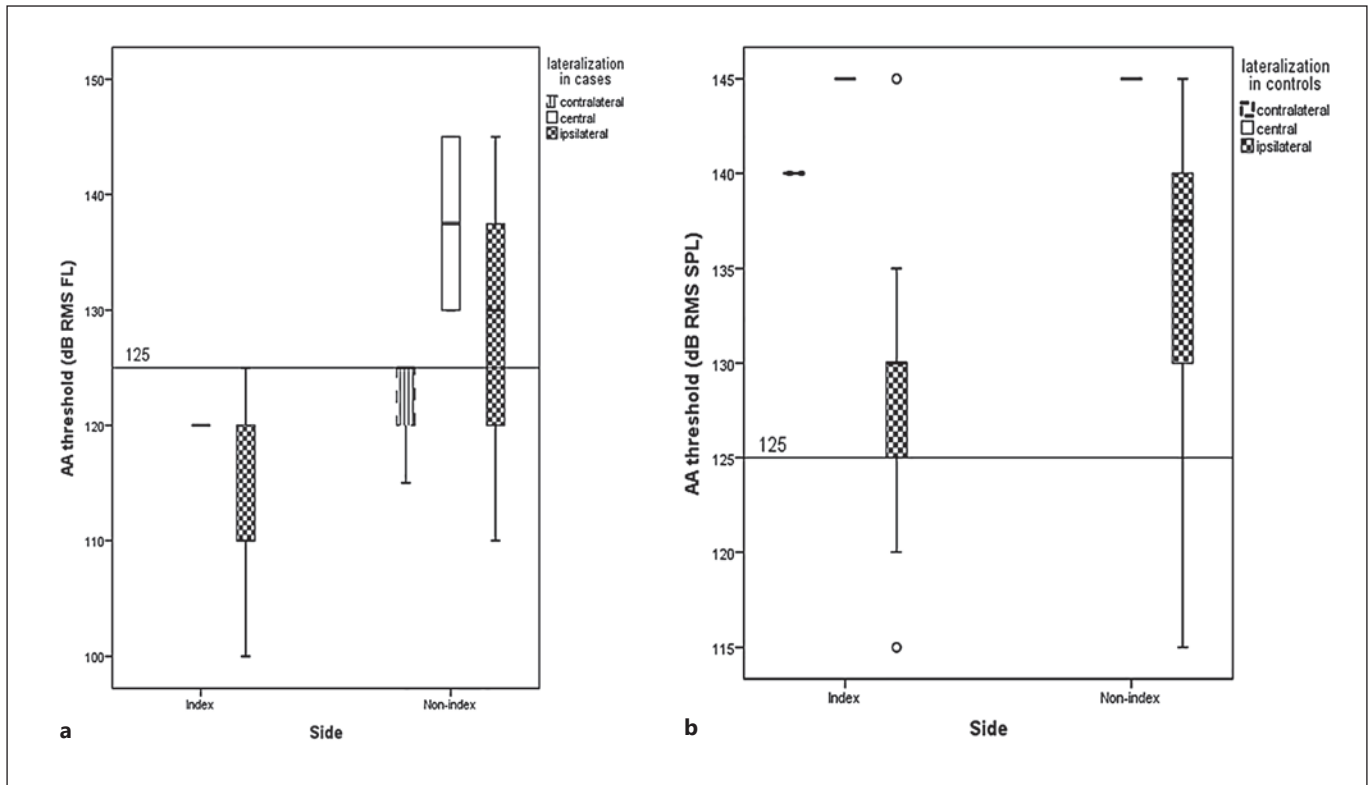 lateralization
in cases
contralateral
central
ipsilateral
150
140
130
120
110
100
125
AA threshold (dB RMS FL)
Index
Non-index
Side
a
lateralization
in controls
contralateral
central
ipsilateral
145
140
135
130
125
120
115
125
AA threshold (dB RMS SPL)
Index
Non-index
Side
b